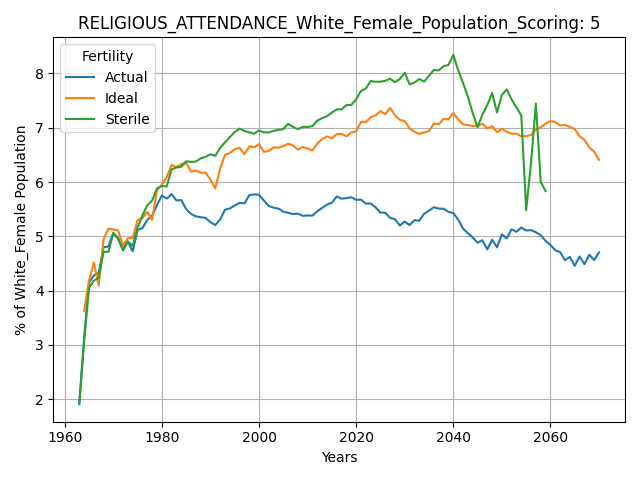 RELIGIOUS_ATTENDANCE_White_Female_Population_Scoring: 5
Fertility
Actual
Ideal
Sterile
% of White_Female Population
8
7
6
5
4
3
2
1960
1980
2000
2020
2040
2060
Years